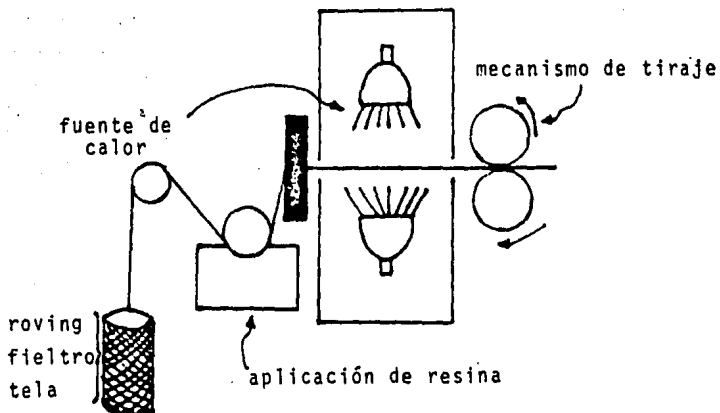 mecanismo de tiraje
fuente de
calor
roving
fieltro
tela
aplicación de resina